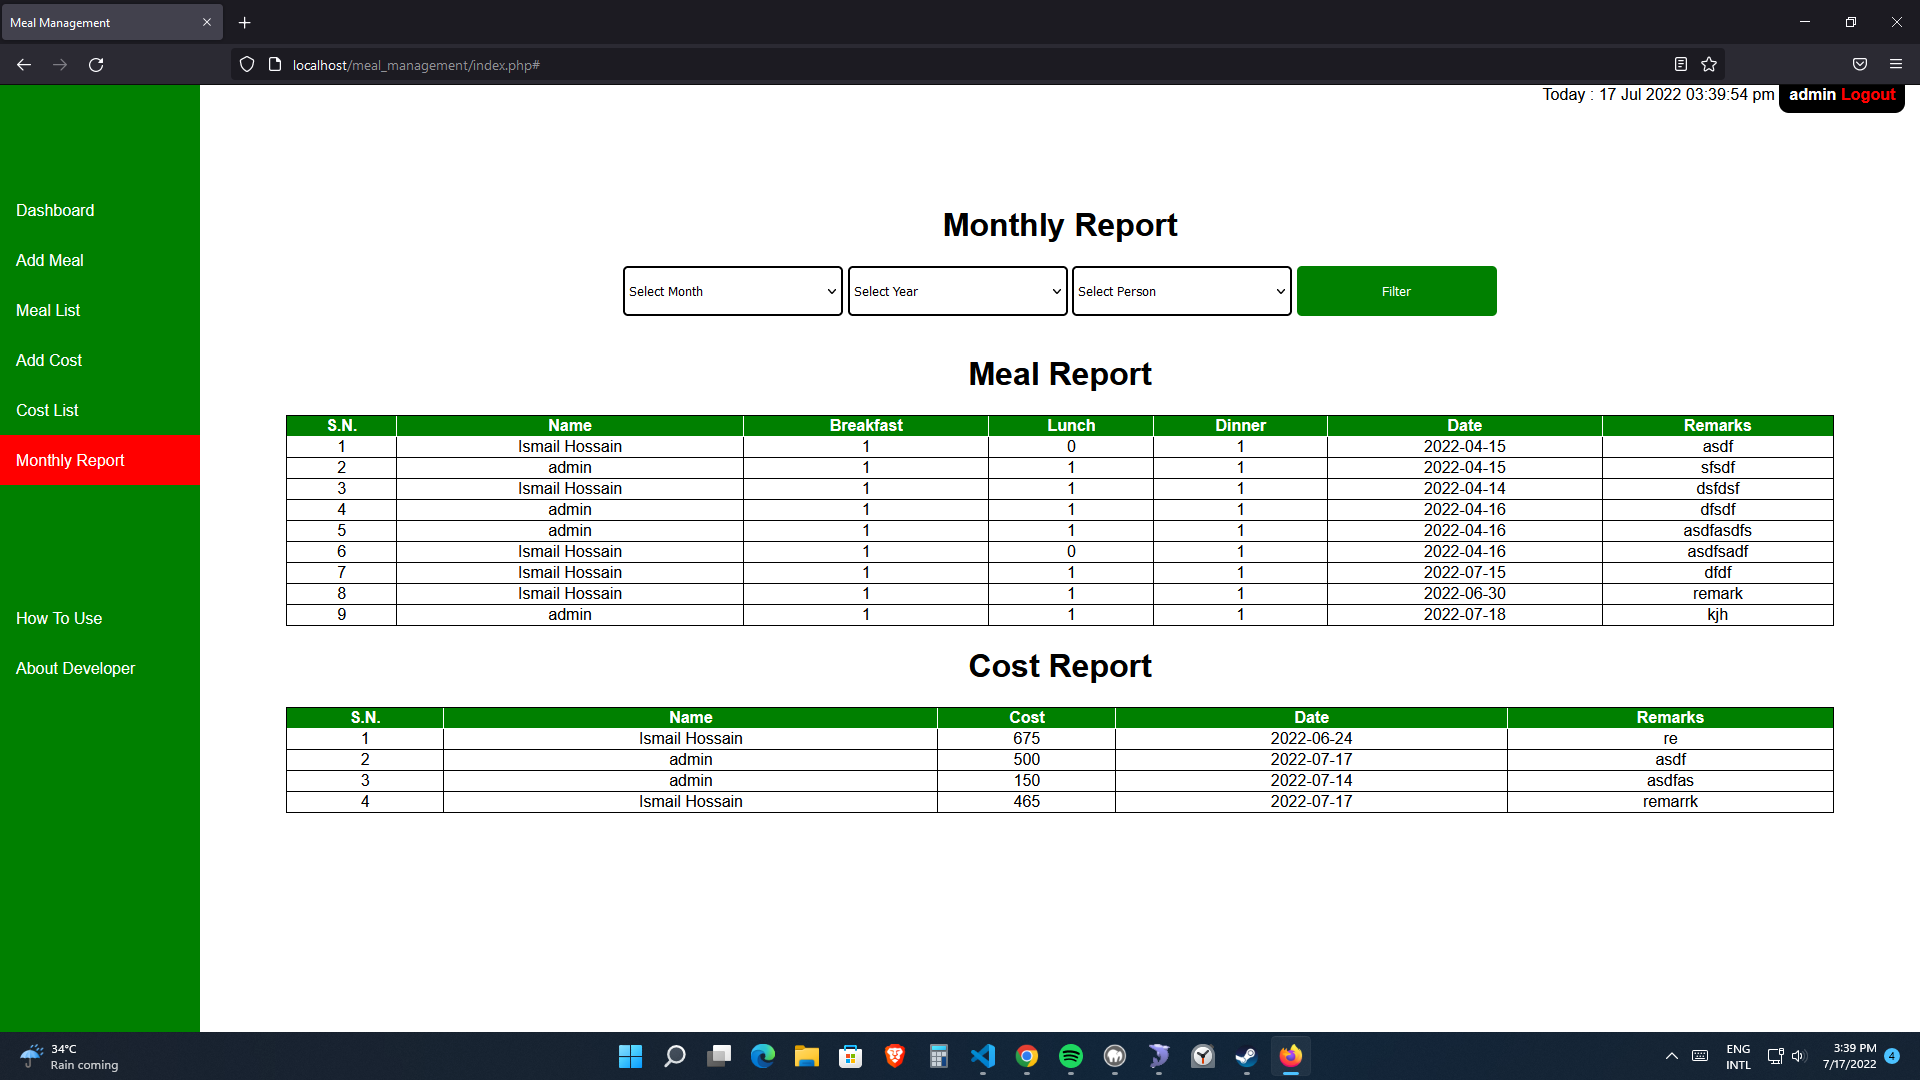 Meal Management
localhost/meal_management/index.php#
Today : 17 Jul 2022 03:39:54 pm admin Logout
Dashboard
Add Meal
Meal List
Add Cost
Cost List
Monthly Report
How To Use
About Developer
Monthly Report
Select Month Select Year Select Person Filter
Meal Report
S.N. Name Breakfast Lunch Dinner Date Remarks
1 Ismail Hossain 1 0 1 2022-04-15 asdf
2 admin 1 1 1 2022-04-15 sfsdf
3 Ismail Hossain 1 1 1 2022-04-14 dsfdsf
4 admin 1 1 1 2022-04-16 dfsdf
5 admin 1 1 1 2022-04-16 asdfasdfs
6 Ismail Hossain 1 0 1 2022-04-16 asdfsadf
7 Ismail Hossain 1 1 1 2022-07-15 dfdf
8 Ismail Hossain 1 1 1 2022-06-30 remark
9 admin 1 1 1 2022-07-18 kjh
Cost Report
S.N. Name Cost Date Remarks
1 Ismail Hossain 675 2022-06-24 re
2 admin 500 2022-07-17 asdf
3 admin 150 2022-07-14 asdfas
4 Ismail Hossain 465 2022-07-17 remarrk
34°C
Rain coming
ENG
INTL
3:39 PM
7/17/2022
4